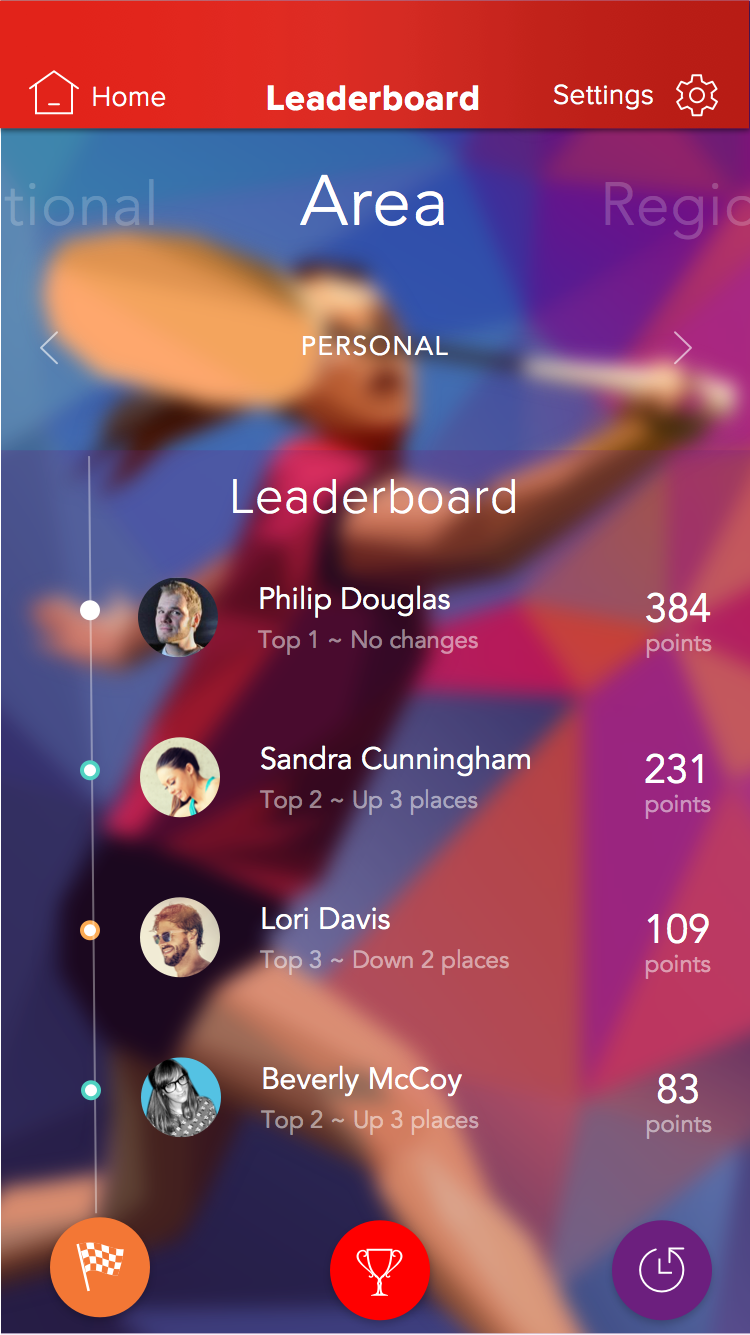 Home Leaderboard Settings
tional Area Regio
PERSONAL
Leaderboard
Philip Douglas 384
Top 1 ~ No changes points
Sandra Cunningham 231
Top 2 ~ Up 3 places points
Lori Davis 109
Top 3 ~ Down 2 places points
Beverly McCoy 83
Top 2 ~ Up 3 places points